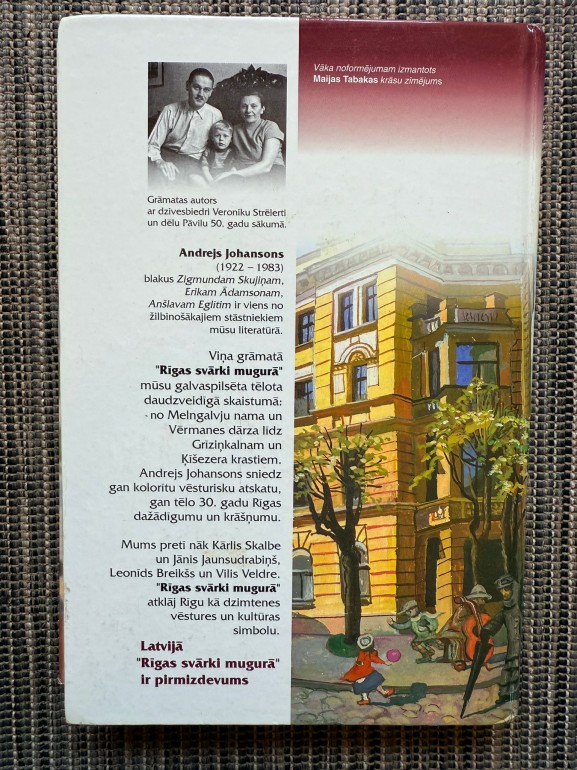 Vāka noformējumam izmantots
Maijas Tabakas krāsu zīmējums
Grāmatas autors
ar dzīvesbiedri Veroniku Strēlerti
un dēlu Pāvilu 50. gadu sākumā.
Andrejs Johansons
(1922 – 1983)
blakus Zigmundam Skujiņam,
Ērikam Ādamsonam,
Anšlavam Eglītim ir viens no
žilbinošākajiem stāstniekiem
mūsu literatūrā.
Viņa grāmatā
"Rīgas svārki mugurā"
mūsu galvaspilsēta tēlota
daudzveidīgā skaistumā:
no Melngalvju nama un
Vērmanes dārza līdz
Grīziņkalnam un
Ķīšezera krastiem.
Andrejs Johansons sniedz
gan kolorītu vēsturisku atskatu,
gan tēlo 30. gadu Rīgas
dažādīgumu un krāšņumu.
Mums pretī nāk Kārlis Skalbe
un Jānis Jaunsudrabiņš,
Leonīds Breikšs un Vilis Veldre.
"Rīgas svārki mugurā"
atklāj Rīgu kā dzimtenes
vēstures un kultūras
simbolu.
Latvijā
"Rīgas svārki mugurā"
ir pirmizdevums